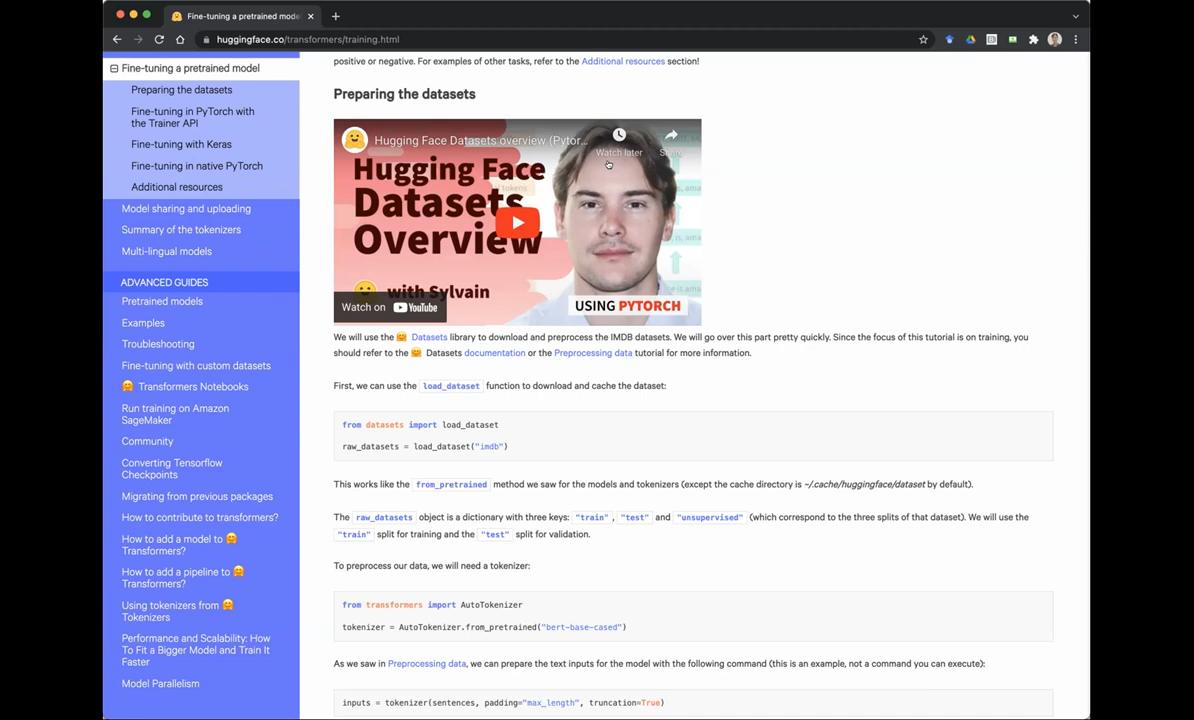 Fine-tuning a pretrained mode
huggingface.co/transformers/training.html
Fine-tuning a pretrained model
Preparing the datasets
Fine-tuning in PyTorch with
the Trainer API
Fine-tuning with Keras
Fine-tuning in native PyTorch
Additional resources
Model sharing and uploading
Summary of the tokenizers
Multi-lingual models
ADVANCED GUIDES
Pretrained models
Examples
Troubleshooting
Fine-tuning with custom datasets
🤗 Transformers Notebooks
Run training on Amazon
SageMaker
Community
Converting Tensorflow
Checkpoints
Migrating from previous packages
How to contribute to transformers?
How to add a model to 🤗
Transformers?
How to add a pipeline to 🤗
Transformers?
Using tokenizers from 🤗
Tokenizers
Performance and Scalability: How
To Fit a Bigger Model and Train It
Faster
Model Parallelism
positive or negative. For examples of other tasks, refer to the Additional resources section!
Preparing the datasets
Hugging Face Datasets overview (Pytor...
Watch later
Share
Hugging Face
Datasets
Overview
with Sylvain
USING PYTORCH
Watch on YouTube
We will use the 🤗 Datasets library to download and preprocess the IMDB datasets. We will go over this part pretty quickly. Since the focus of this tutorial is on training, you
should refer to the 🤗 Datasets documentation or the Preprocessing data tutorial for more information.
First, we can use the load_dataset function to download and cache the dataset:
from datasets import load_dataset
raw_datasets = load_dataset("imdb")
This works like the from_pretrained method we saw for the models and tokenizers (except the cache directory is ~/.cache/huggingface/dataset by default).
The raw_datasets object is a dictionary with three keys: "train", "test" and "unsupervised" (which correspond to the three splits of that dataset). We will use the
"train" split for training and the "test" split for validation.
To preprocess our data, we will need a tokenizer:
from transformers import AutoTokenizer
tokenizer = AutoTokenizer.from_pretrained("bert-base-cased")
As we saw in Preprocessing data, we can prepare the text inputs for the model with the following command (this is an example, not a command you can execute):
inputs = tokenizer(sentences, padding="max_length", truncation=True)